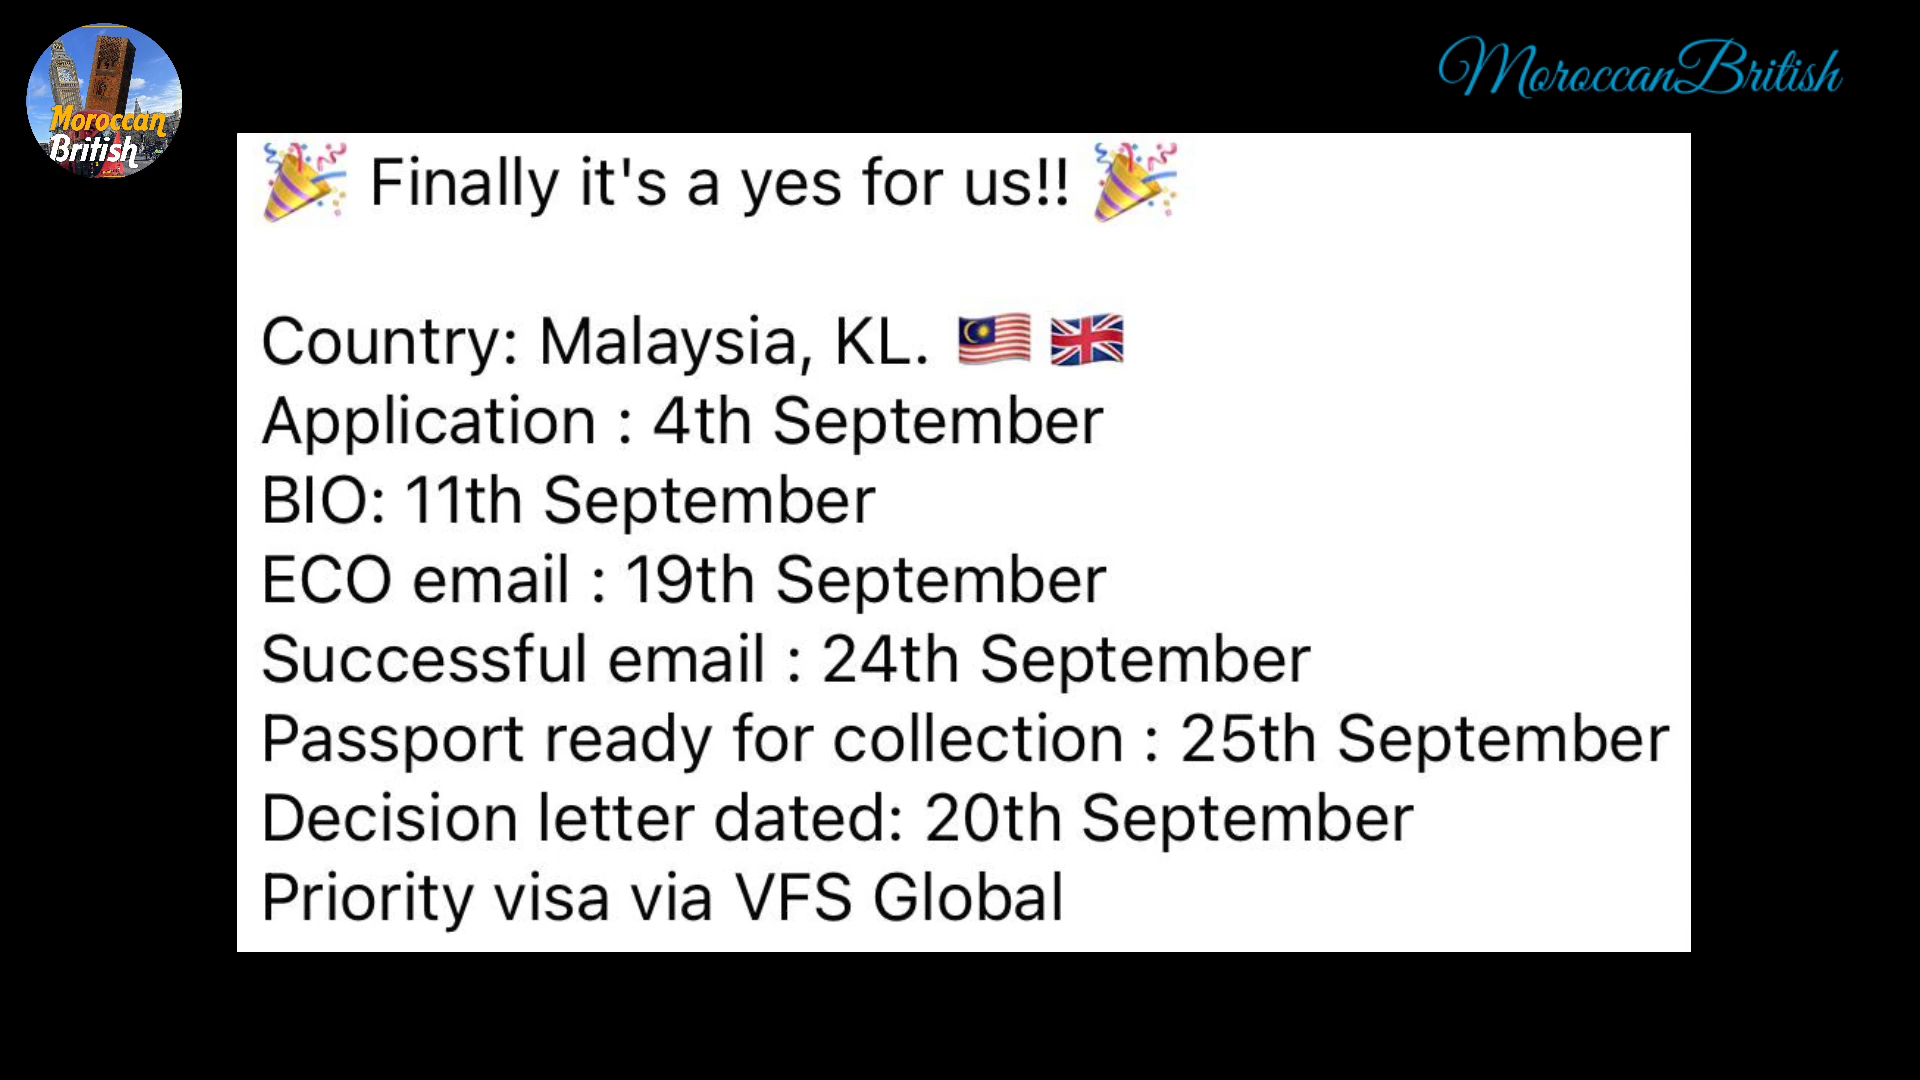 Moroccan
British
MoroccanBritish
🎉 Finally it's a yes for us!! 🎉
Country: Malaysia, KL. 🇲🇾 🇬🇧
Application : 4th September
BIO: 11th September
ECO email : 19th September
Successful email : 24th September
Passport ready for collection : 25th September
Decision letter dated: 20th September
Priority visa via VFS Global